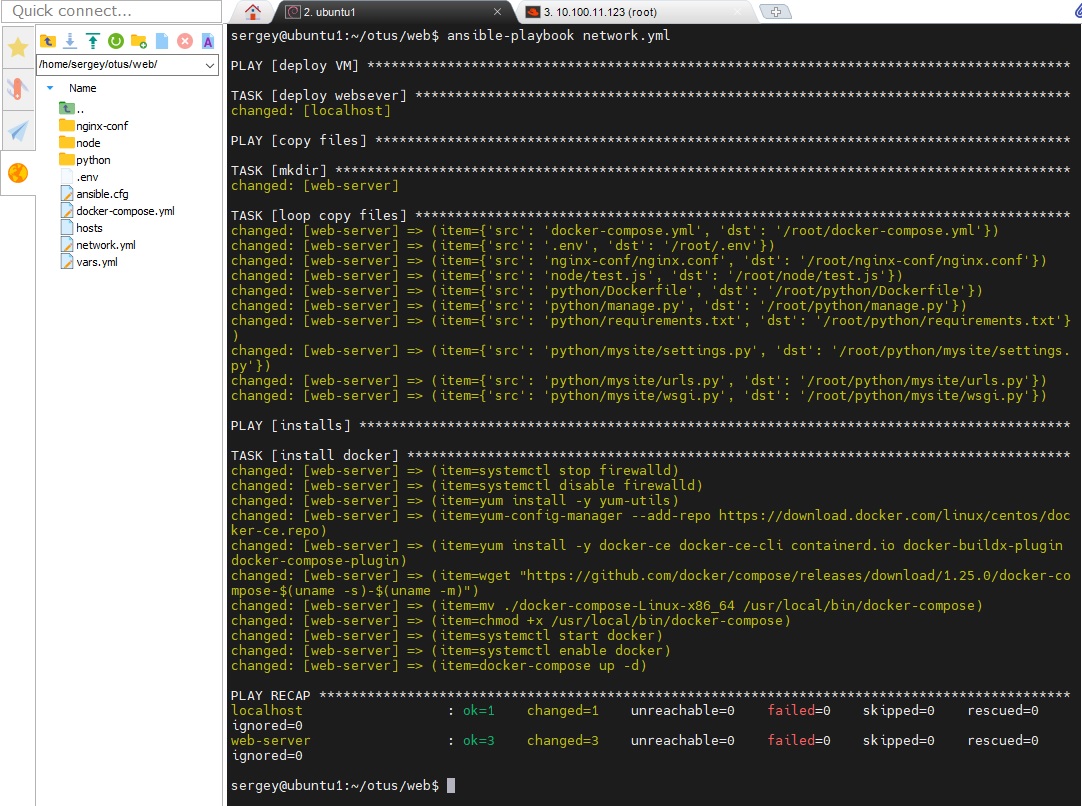 Quick connect...
2. ubuntu1
3. 10.100.11.123 (root)
/home/sergey/otus/web/
Name
..
nginx-conf
node
python
.env
ansible.cfg
docker-compose.yml
hosts
network.yml
vars.yml
sergey@ubuntu1:~/otus/web$ ansible-playbook network.yml
PLAY [deploy VM] ****************************************************************************************
TASK [deploy websever] **********************************************************************************
changed: [localhost]
PLAY [copy files] ***************************************************************************************
TASK [mkdir] ********************************************************************************************
changed: [web-server]
TASK [loop copy files] **********************************************************************************
changed: [web-server] => (item={'src': 'docker-compose.yml', 'dst': '/root/docker-compose.yml'})
changed: [web-server] => (item={'src': '.env', 'dst': '/root/.env'})
changed: [web-server] => (item={'src': 'nginx-conf/nginx.conf', 'dst': '/root/nginx-conf/nginx.conf'})
changed: [web-server] => (item={'src': 'node/test.js', 'dst': '/root/node/test.js'})
changed: [web-server] => (item={'src': 'python/Dockerfile', 'dst': '/root/python/Dockerfile'})
changed: [web-server] => (item={'src': 'python/manage.py', 'dst': '/root/python/manage.py'})
changed: [web-server] => (item={'src': 'python/requirements.txt', 'dst': '/root/python/requirements.txt'}
)
changed: [web-server] => (item={'src': 'python/mysite/settings.py', 'dst': '/root/python/mysite/settings.
py'})
changed: [web-server] => (item={'src': 'python/mysite/urls.py', 'dst': '/root/python/mysite/urls.py'})
changed: [web-server] => (item={'src': 'python/mysite/wsgi.py', 'dst': '/root/python/mysite/wsgi.py'})
PLAY [installs] *****************************************************************************************
TASK [install docker] ***********************************************************************************
changed: [web-server] => (item=systemctl stop firewalld)
changed: [web-server] => (item=systemctl disable firewalld)
changed: [web-server] => (item=yum install -y yum-utils)
changed: [web-server] => (item=yum-config-manager --add-repo https://download.docker.com/linux/centos/doc
ker-ce.repo)
changed: [web-server] => (item=yum install -y docker-ce docker-ce-cli containerd.io docker-buildx-plugin
docker-compose-plugin)
changed: [web-server] => (item=wget "https://github.com/docker/compose/releases/download/1.25.0/docker-co
mpose-$(uname -s)-$(uname -m)")
changed: [web-server] => (item=mv ./docker-compose-Linux-x86_64 /usr/local/bin/docker-compose)
changed: [web-server] => (item=chmod +x /usr/local/bin/docker-compose)
changed: [web-server] => (item=systemctl start docker)
changed: [web-server] => (item=systemctl enable docker)
changed: [web-server] => (item=docker-compose up -d)
PLAY RECAP **********************************************************************************************
localhost : ok=1 changed=1 unreachable=0 failed=0 skipped=0 rescued=0
ignored=0
web-server : ok=3 changed=3 unreachable=0 failed=0 skipped=0 rescued=0
ignored=0
sergey@ubuntu1:~/otus/web$